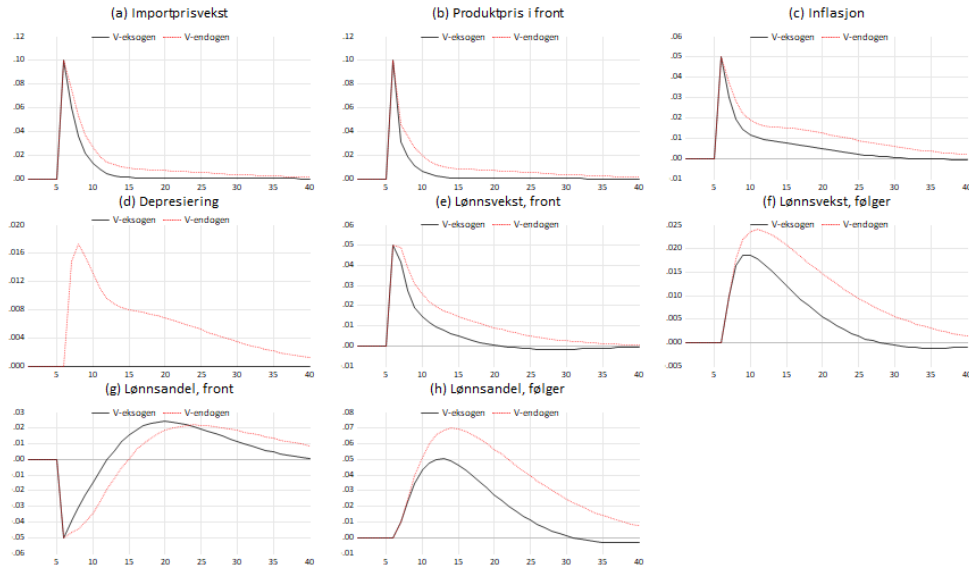 (a) Importprisvekst
V-eksogen V-endogen
.12
.10
.08
.06
.04
.02
.00
5 10 15 20 25 30 35 40
(b) Produktpris i front
V-eksogen V-endogen
.12
.10
.08
.06
.04
.02
.00
5 10 15 20 25 30 35 40
(c) Inflasjon
V-eksogen V-endogen
.06
.05
.04
.03
.02
.01
.00
.01
5 10 15 20 25 30 35 40
(d) Depresiering
V-eksogen V-endogen
.020
.016
.012
.008
.004
.000
5 10 15 20 25 30 35 40
(e) Lønnsvekst, front
V-eksogen V-endogen
.06
.05
.04
.03
.02
.01
.00
.01
5 10 15 20 25 30 35 40
(f) Lønnsvekst, følger
V-eksogen V-endogen
.025
.020
.015
.010
.005
.000
.005
5 10 15 20 25 30 35 40
(g) Lønnsandel, front
V-eksogen V-endogen
.03
.02
.01
.00
.01
.02
.03
.04
.05
.06
5 10 15 20 25 30 35 40
(h) Lønnsandel, følger
V-eksogen V-endogen
.08
.07
.06
.05
.04
.03
.02
.01
.00
.01
5 10 15 20 25 30 35 40